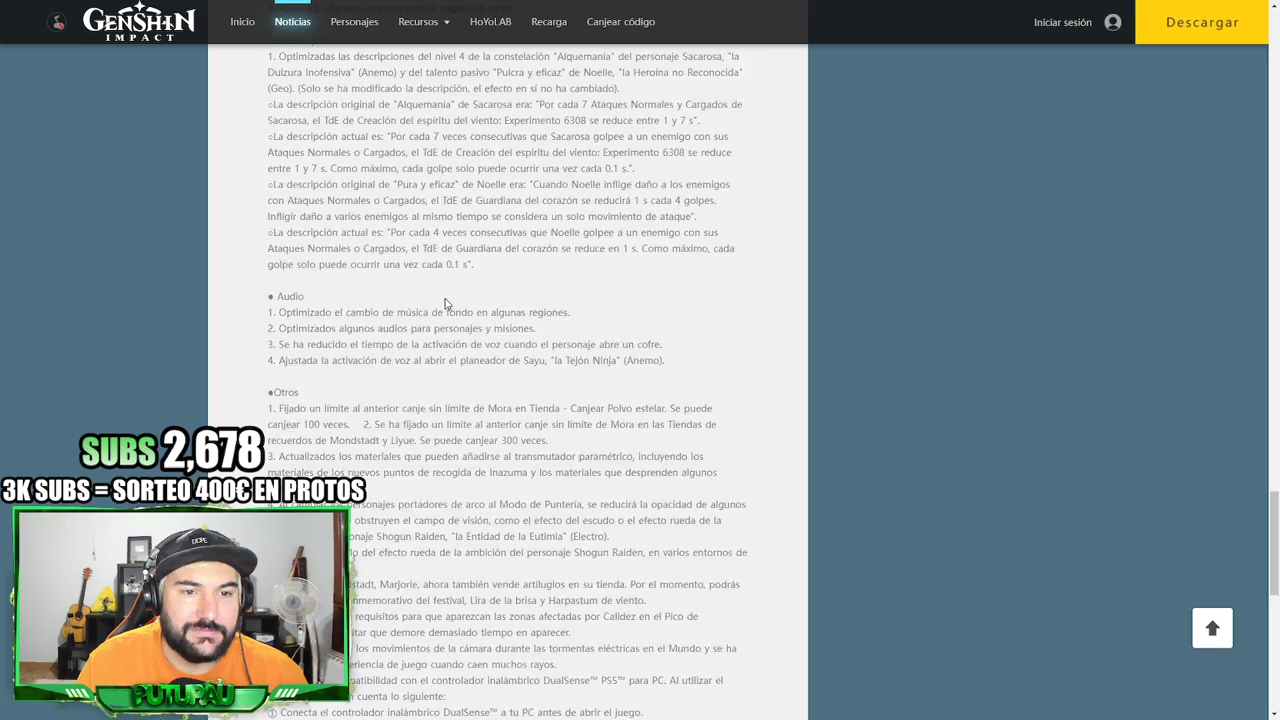 GENSHIN
IMPACT
Inicio
Noticias
Personajes
Recursos
HoYoLAB
Recarga
Canjear código
Iniciar sesión
Descargar
1. Optimizadas las descripciones del nivel 4 de la constelación "Alquemanía" del personaje Sacarosa, "la
Dulzura Inofensiva" (Anemo) y del talento pasivo "Pulcra y eficaz" de Noelle, "la Heroína no Reconocida"
(Geo). (Solo se ha modificado la descripción, el efecto en sí no ha cambiado).
○La descripción original de "Alquemanía" de Sacarosa era: "Por cada 7 Ataques Normales y Cargados de
Sacarosa, el TdE de Creación del espíritu del viento: Experimento 6308 se reduce entre 1 y 7 s".
○La descripción actual es: "Por cada 7 veces consecutivas que Sacarosa golpee a un enemigo con sus
Ataques Normales o Cargados, el TdE de Creación del espíritu del viento: Experimento 6308 se reduce
entre 1 y 7 s. Como máximo, cada golpe solo puede ocurrir una vez cada 0.1 s.".
○La descripción original de "Pura y eficaz" de Noelle era: "Cuando Noelle inflige daño a los enemigos
con Ataques Normales o Cargados, el TdE de Guardiana del corazón se reducirá 1 s cada 4 golpes.
Infligir daño a varios enemigos al mismo tiempo se considera un solo movimiento de ataque".
○La descripción actual es: "Por cada 4 veces consecutivas que Noelle golpee a un enemigo con sus
Ataques Normales o Cargados, el TdE de Guardiana del corazón se reduce en 1 s. Como máximo, cada
golpe solo puede ocurrir una vez cada 0.1 s".
● Audio
1. Optimizado el cambio de música de fondo en algunas regiones.
2. Optimizados algunos audios para personajes y misiones.
3. Se ha reducido el tiempo de la activación de voz cuando el personaje abre un cofre.
4. Ajustada la activación de voz al abrir el planeador de Sayu, "la Tejón Ninja" (Anemo).
●Otros
1. Fijado un límite al anterior canje sin límite de Mora en Tienda - Canjear Polvo estelar. Se puede
canjear 100 veces. 2. Se ha fijado un límite al anterior canje sin límite de Mora en las Tiendas de
recuerdos de Mondstadt y Liyue. Se puede canjear 300 veces.
3. Actualizados los materiales que pueden añadirse al transmutador paramétrico, incluyendo los
materiales de los nuevos puntos de recogida de Inazuma y los materiales que desprenden algunos
personajes portadores de arco al Modo de Puntería, se reducirá la opacidad de algunos
obstruyen el campo de visión, como el efecto del escudo o el efecto rueda de la
Shogun Raiden, "la Entidad de la Eutimia" (Electro).
del efecto rueda de la ambición del personaje Shogun Raiden, en varios entornos de
Marjorie, ahora también vende artilugios en su tienda. Por el momento, podrás
del festival, Lira de la brisa y Harpastum de viento.
requisitos para que aparezcan las zonas afectadas por Calidez en el Pico de
que demore demasiado tiempo en aparecer.
los movimientos de la cámara durante las tormentas eléctricas en el Mundo y se ha
de juego cuando caen muchos rayos.
con el controlador inalámbrico DualSense™ PS5™ para PC. Al utilizar el
cuenta lo siguiente:
① Conecta el controlador inalámbrico DualSense™ a tu PC antes de abrir el juego.
SUBS 2,678
3K SUBS = SORTEO 400€ EN PROTOS
DOPE
PUTUPAU